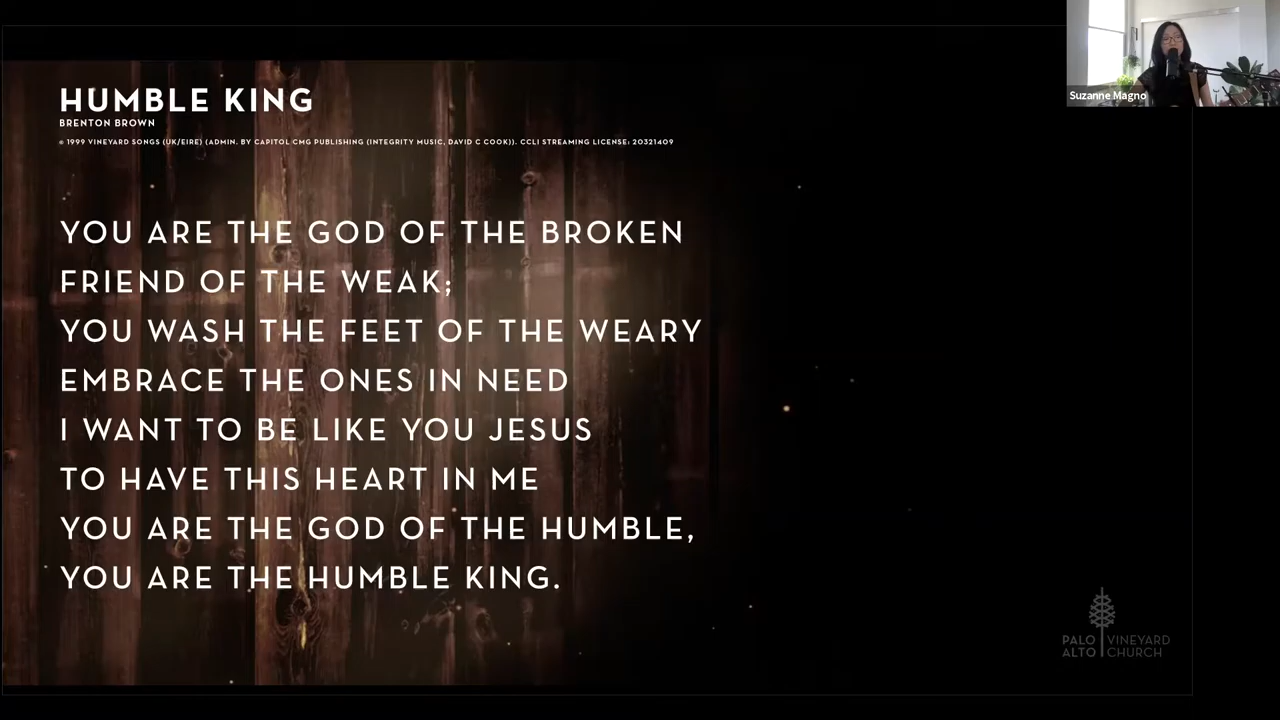 HUMBLE KING
BRENTON BROWN
© 1999 VINEYARD SONGS (UK/EIRE) (ADMIN. BY CAPITOL CMG PUBLISHING (INTEGRITY MUSIC, DAVID C COOK)). CCLI STREAMING LICENSE: 20321409
YOU ARE THE GOD OF THE BROKEN
FRIEND OF THE WEAK;
YOU WASH THE FEET OF THE WEARY
EMBRACE THE ONES IN NEED
I WANT TO BE LIKE YOU JESUS
TO HAVE THIS HEART IN ME
YOU ARE THE GOD OF THE HUMBLE,
YOU ARE THE HUMBLE KING.
Suzanne Magno
PALO VINEYARD
ALTO CHURCH